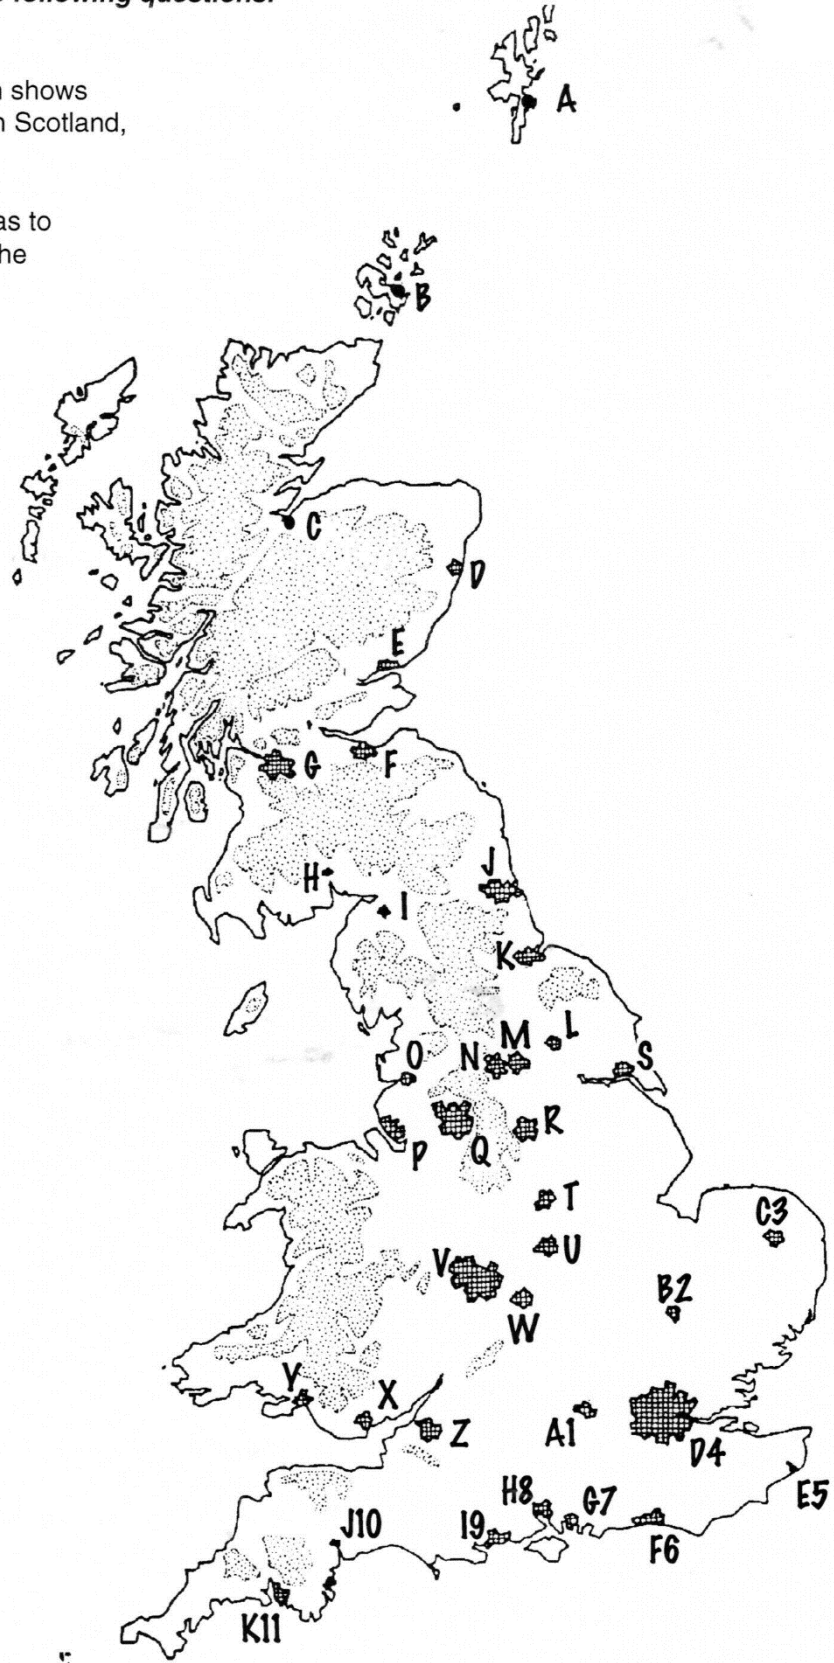 following questions.
shows
Scotland,
as to
he
A
B
C
D
E
F
G
H
I
J
K
L
M
N
O
P
Q
R
S
T
U
V
W
C3
B2
X
Y
Z
A1
D4
E5
H8
G7
I9
F6
J10
K11